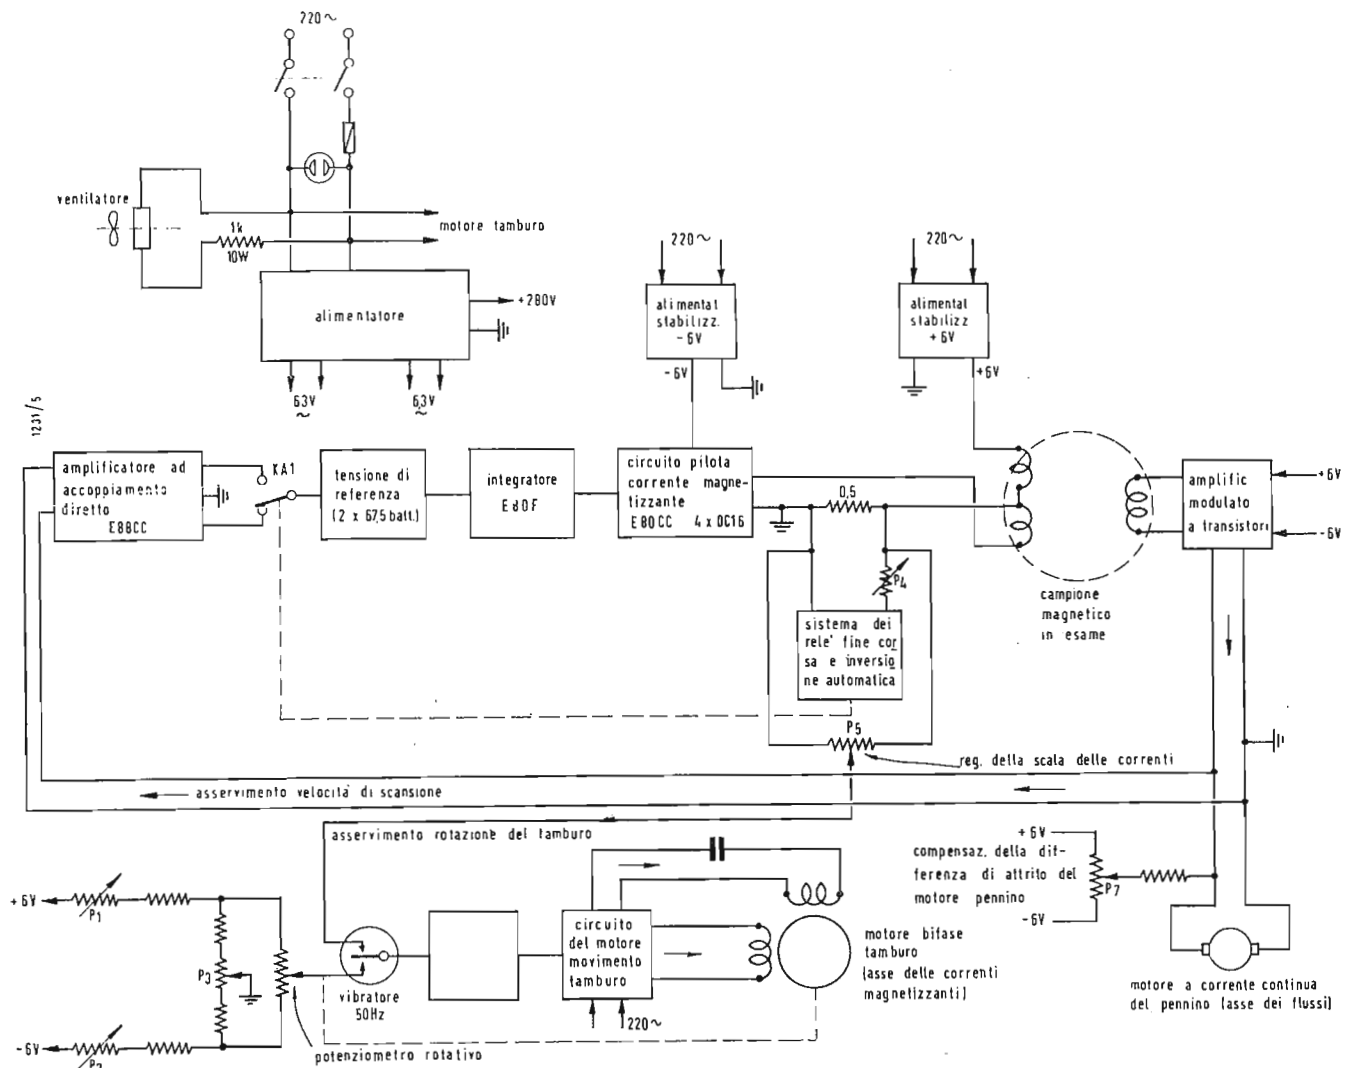 220~
ventilatore
1k
10W
motore tamburo
alimentatore
+280V
6,3V
~
6,3V
~
220~
alimentat
stabilizz.
-6V
-6V
220~
alimentat
stabilizz
+6V
+6V
1231/5
amplificatore ad
accoppiamento
diretto
E88CC
KA1
tensione di
referenza
(2 x 67,5 batt.)
integratore
E80F
circuito pilota
corrente magne-
tizzante
E80CC 4 x OC16
0,5
P4
campione
magnetico
in esame
amplific
modulato
a transistori
+6V
-6V
sistema dei
rele' fine cor
sa e inversio
ne automatica
P5
reg. della scala delle correnti
asservimento velocita' di scansione
asservimento rotazione del tamburo
+6V
compensaz. della dif-
ferenza di attrito del
motore pennino
P7
-6V
+6V
P1
P3
-6V
P2
vibratore
50Hz
potenziometro rotativo
circuito
del motore
movimento
tamburo
220~
motore bifase
tamburo
(asse delle correnti
magnetizzanti)
motore a corrente continua
del pennino (asse dei flussi)